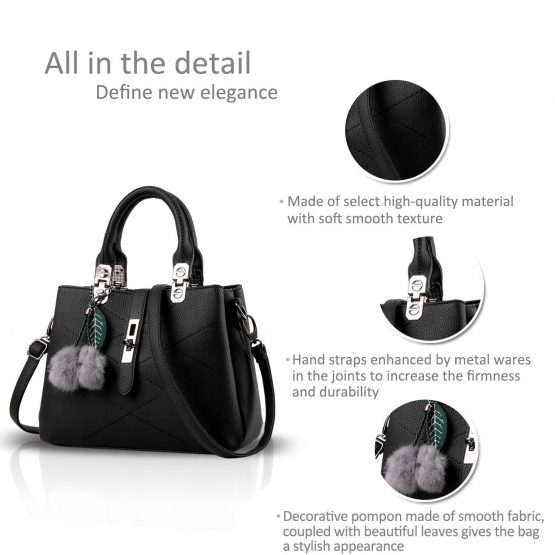 All in the detail
Define new elegance
• Made of select high-quality material
with soft smooth texture
• Hand straps enhanced by metal wares
in the joints to increase the firmness
and durability
• Decorative pompon made of smooth fabric,
coupled with beautiful leaves gives the bag
a stylish appearance